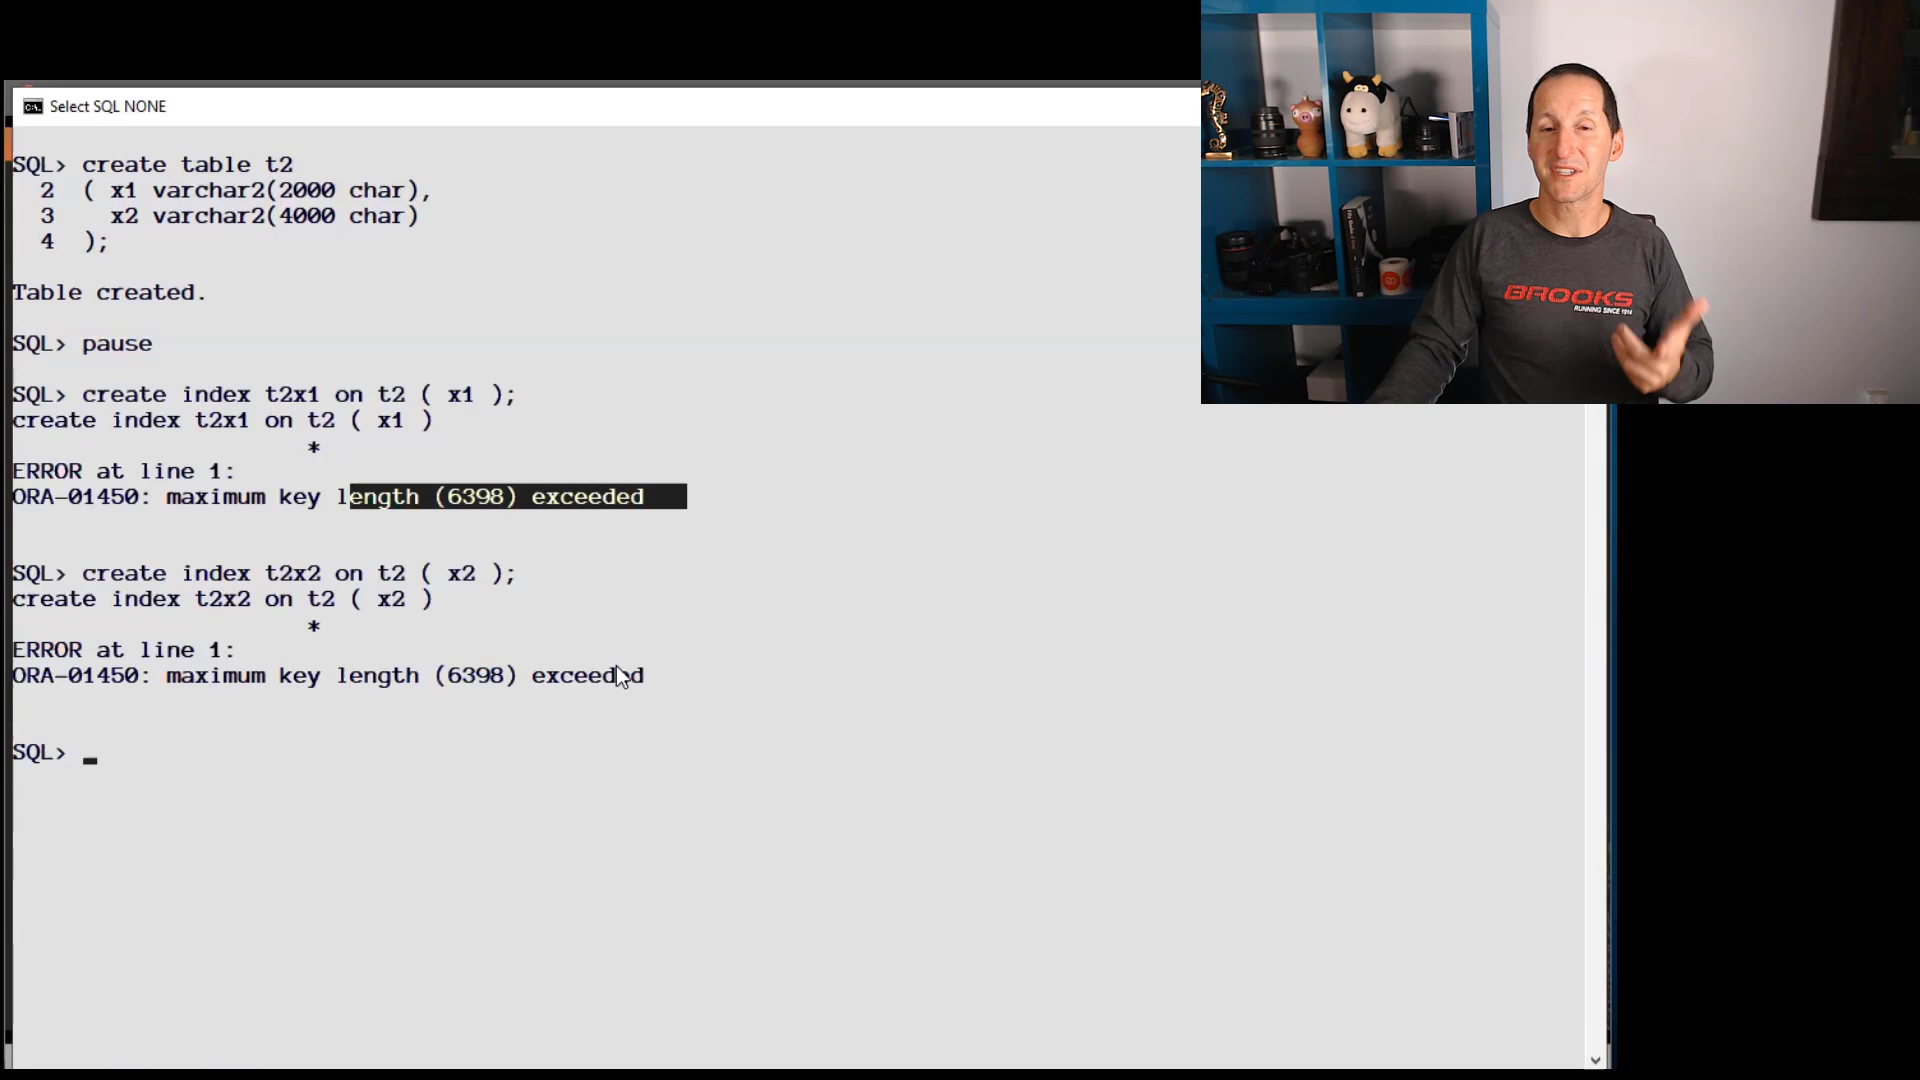 Select SQL NONE
SQL> create table t2
2 ( x1 varchar2(2000 char),
3 x2 varchar2(4000 char)
4 );
Table created.
SQL> pause
SQL> create index t2x1 on t2 ( x1 );
create index t2x1 on t2 ( x1 )
*
ERROR at line 1:
ORA-01450: maximum key length (6398) exceeded
SQL> create index t2x2 on t2 ( x2 );
create index t2x2 on t2 ( x2 )
*
ERROR at line 1:
ORA-01450: maximum key length (6398) exceeded
SQL> _
BROOKS
RUNNING SINCE 1914